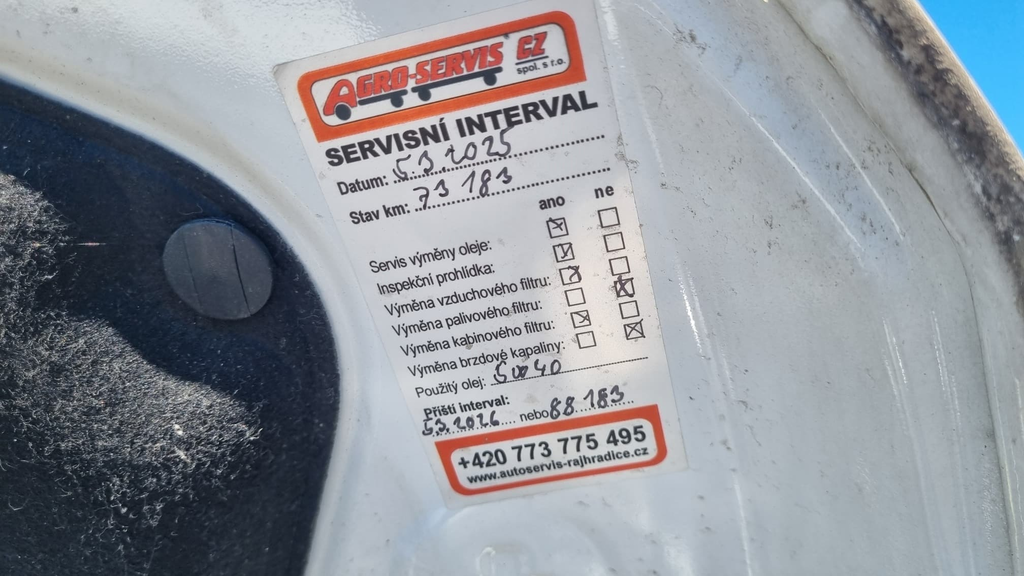 AGRO-SERVIS CZ
spol. s r.o.
SERVISNÍ INTERVAL
Datum: 5.3.2025
Stav km: 73 183
ano ne
Servis výměny oleje: ☒ ☐
Inspekční prohlídka: ☒ ☐
Výměna vzduchového filtru: ☒ ☐
Výměna palivového filtru: ☐ ☒
Výměna kabinového filtru: ☒ ☐
Výměna brzdové kapaliny: ☐ ☒
Použitý olej: 5W40
Příští interval:
5.3.2026 nebo 88 183
+420 773 775 495
www.autoservis-rajhradice.cz